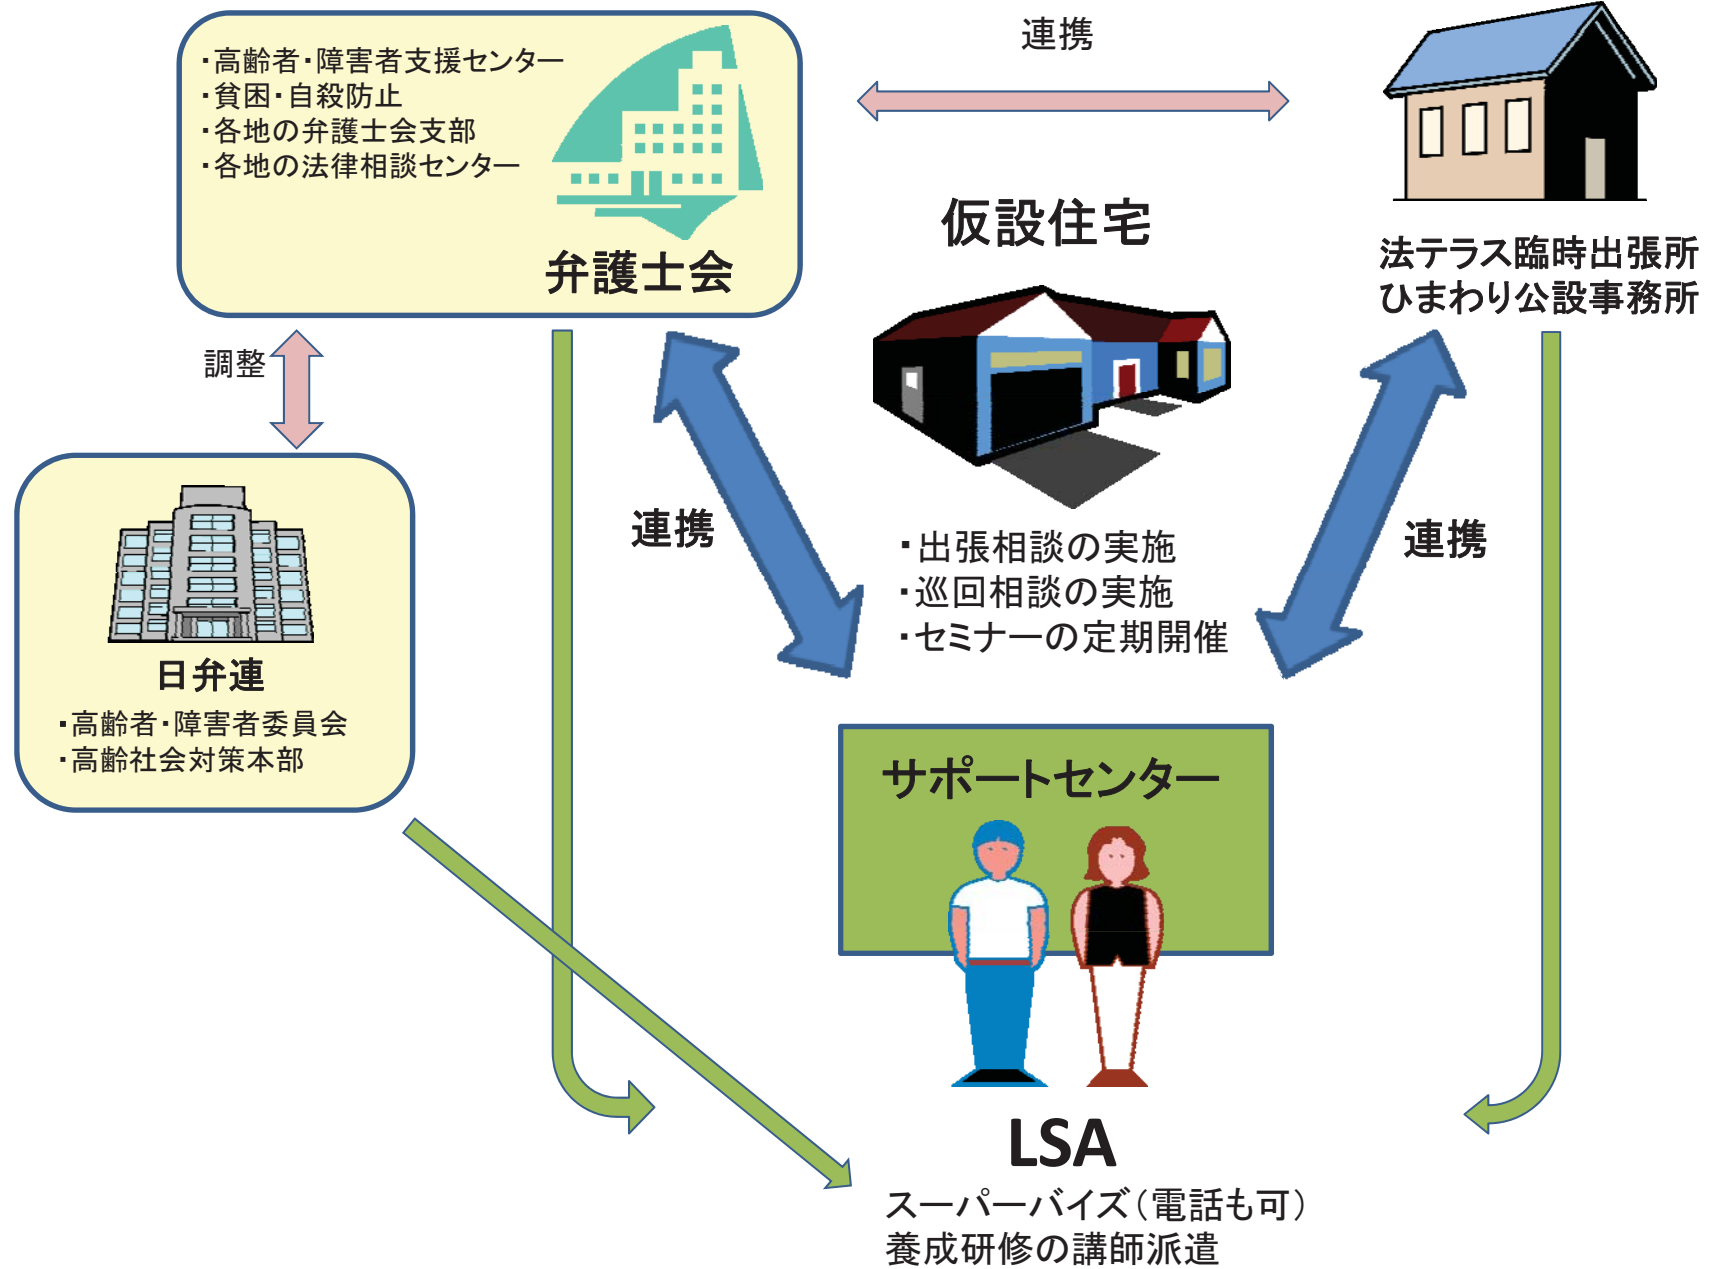 ・高齢者・障害者支援センター
・貧困・自殺防止
・各地の弁護士会支部
・各地の法律相談センター
弁護士会
連携
法テラス臨時出張所
ひまわり公設事務所
仮設住宅
調整
連携
・出張相談の実施
・巡回相談の実施
・セミナーの定期開催
連携
日弁連
・高齢者・障害者委員会
・高齢社会対策本部
サポートセンター
LSA
スーパーバイズ（電話も可）
養成研修の講師派遣